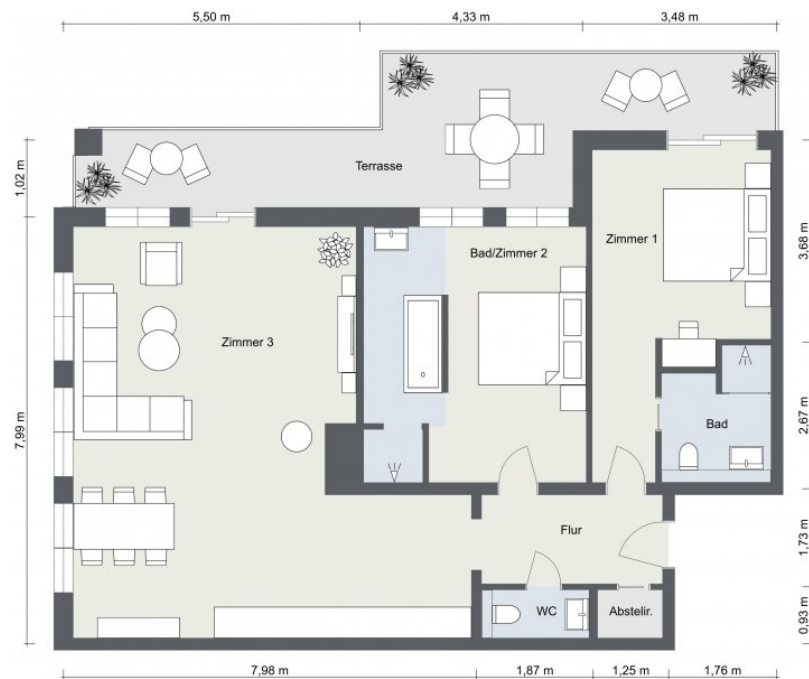 5,50 m
4,33 m
3,48 m
1,02 m
Terrasse
3,68 m
Zimmer 1
Bad/Zimmer 2
Zimmer 3
7,99 m
2,67 m
Bad
Flur
1,73 m
WC
Abstellr.
0,93 m
7,98 m
1,87 m
1,25 m
1,76 m